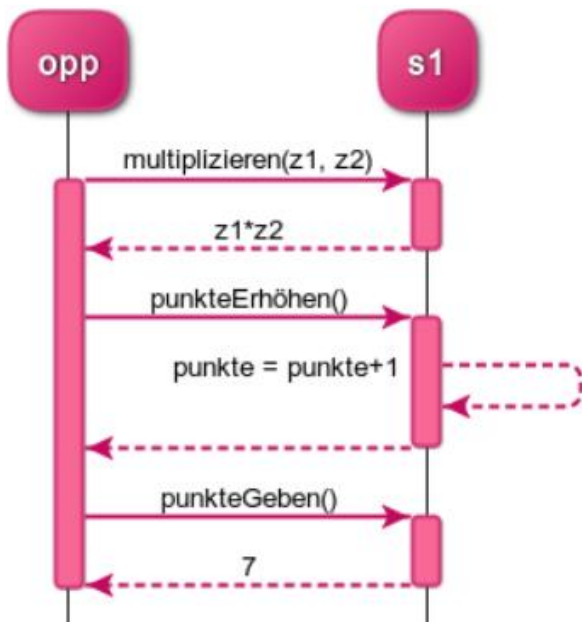 opp
s1
multiplizieren(z1, z2)
z1*z2
punkteErhöhen()
punkte = punkte+1
punkteGeben()
7